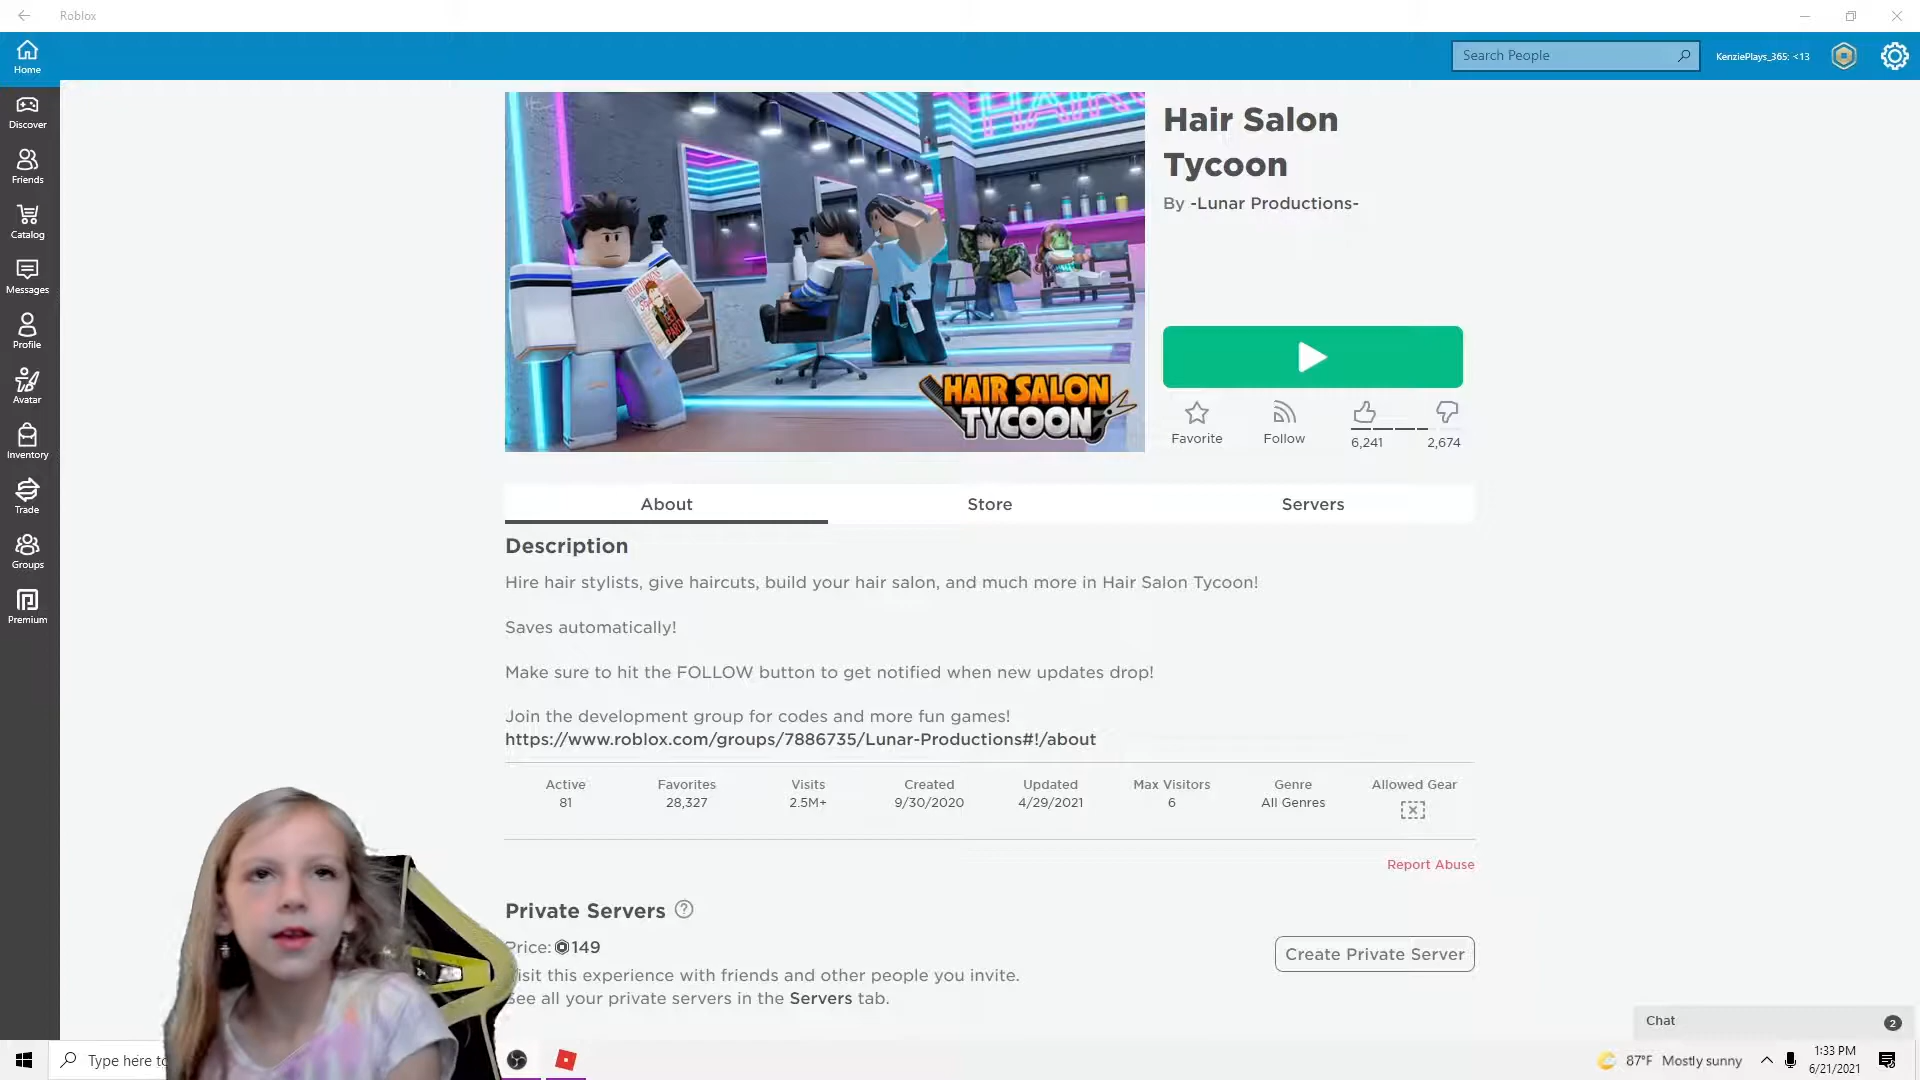 Roblox
Home
Search People
KenziePlays_365: <13
Discover
Friends
Catalog
Messages
Profile
Avatar
Inventory
Trade
Groups
Premium
HAIR SALON
TYCOON
Hair Salon
Tycoon
By -Lunar Productions-
Favorite
Follow
6,241
2,674
About
Store
Servers
Description
Hire hair stylists, give haircuts, build your hair salon, and much more in Hair Salon Tycoon!
Saves automatically!
Make sure to hit the FOLLOW button to get notified when new updates drop!
Join the development group for codes and more fun games!
https://www.roblox.com/groups/7886735/Lunar-Productions#!/about
Active
81
Favorites
28,327
Visits
2.5M+
Created
9/30/2020
Updated
4/29/2021
Max Visitors
6
Genre
All Genres
Allowed Gear
Report Abuse
Private Servers
Price: 149
isit this experience with friends and other people you invite.
See all your private servers in the Servers tab.
Create Private Server
Chat
2
Type here to
87°F Mostly sunny
1:33 PM
6/21/2021